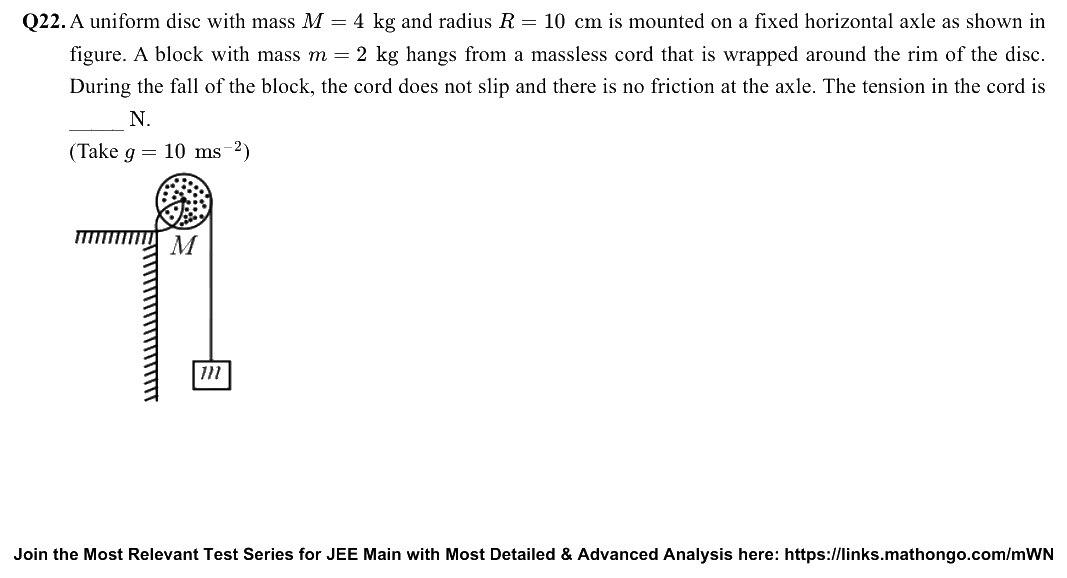 Q22. A uniform disc with mass M = 4 kg and radius R = 10 cm is mounted on a fixed horizontal axle as shown in
figure. A block with mass m = 2 kg hangs from a massless cord that is wrapped around the rim of the disc.
During the fall of the block, the cord does not slip and there is no friction at the axle. The tension in the cord is
_____ N.
(Take g = 10 ms⁻²)
M
m
Join the Most Relevant Test Series for JEE Main with Most Detailed & Advanced Analysis here: https://links.mathongo.com/mWN